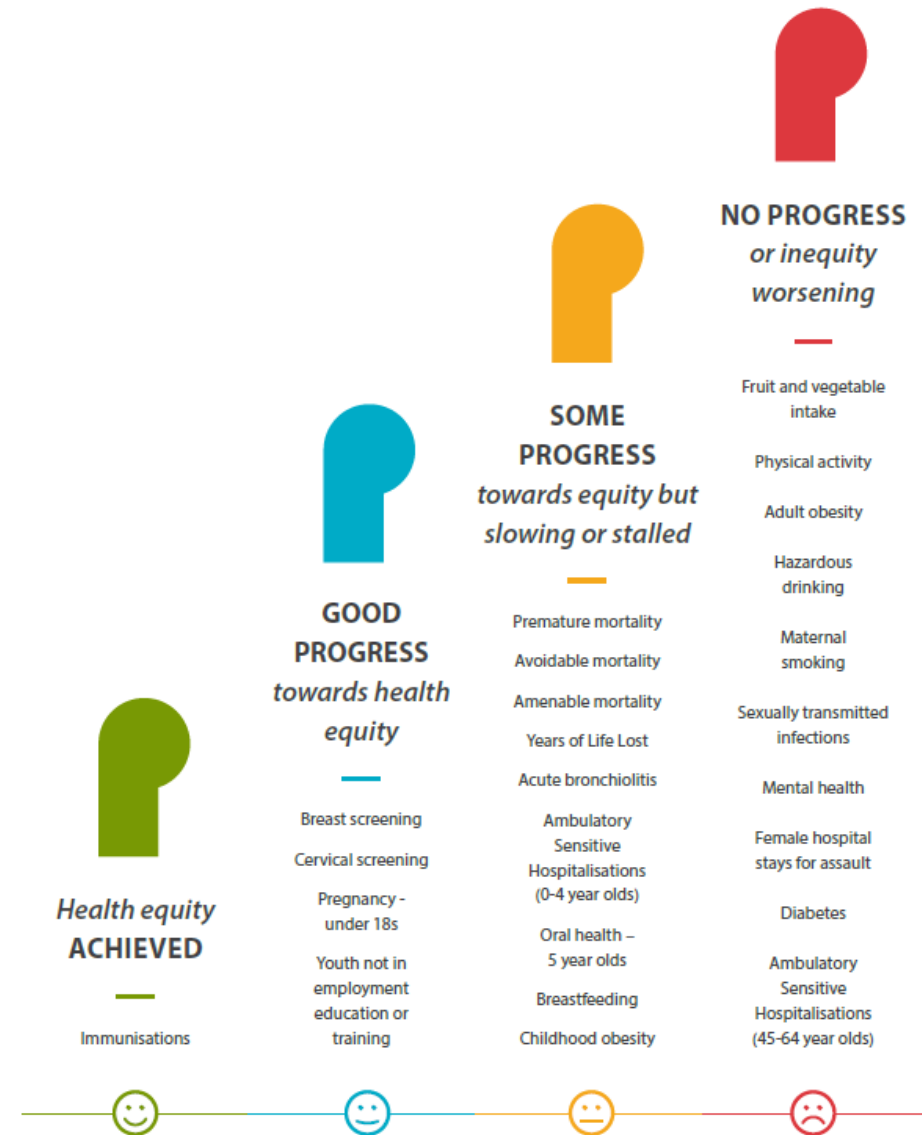 Health equity
ACHIEVED
Immunisations
GOOD
PROGRESS
towards health
equity
Breast screening
Cervical screening
Pregnancy -
under 18s
Youth not in
employment
education or
training
SOME
PROGRESS
towards equity but
slowing or stalled
Premature mortality
Avoidable mortality
Amenable mortality
Years of Life Lost
Acute bronchiolitis
Ambulatory
Sensitive
Hospitalisations
(0-4 year olds)
Oral health –
5 year olds
Breastfeeding
Childhood obesity
NO PROGRESS
or inequity
worsening
Fruit and vegetable
intake
Physical activity
Adult obesity
Hazardous
drinking
Maternal
smoking
Sexually transmitted
infections
Mental health
Female hospital
stays for assault
Diabetes
Ambulatory
Sensitive
Hospitalisations
(45-64 year olds)